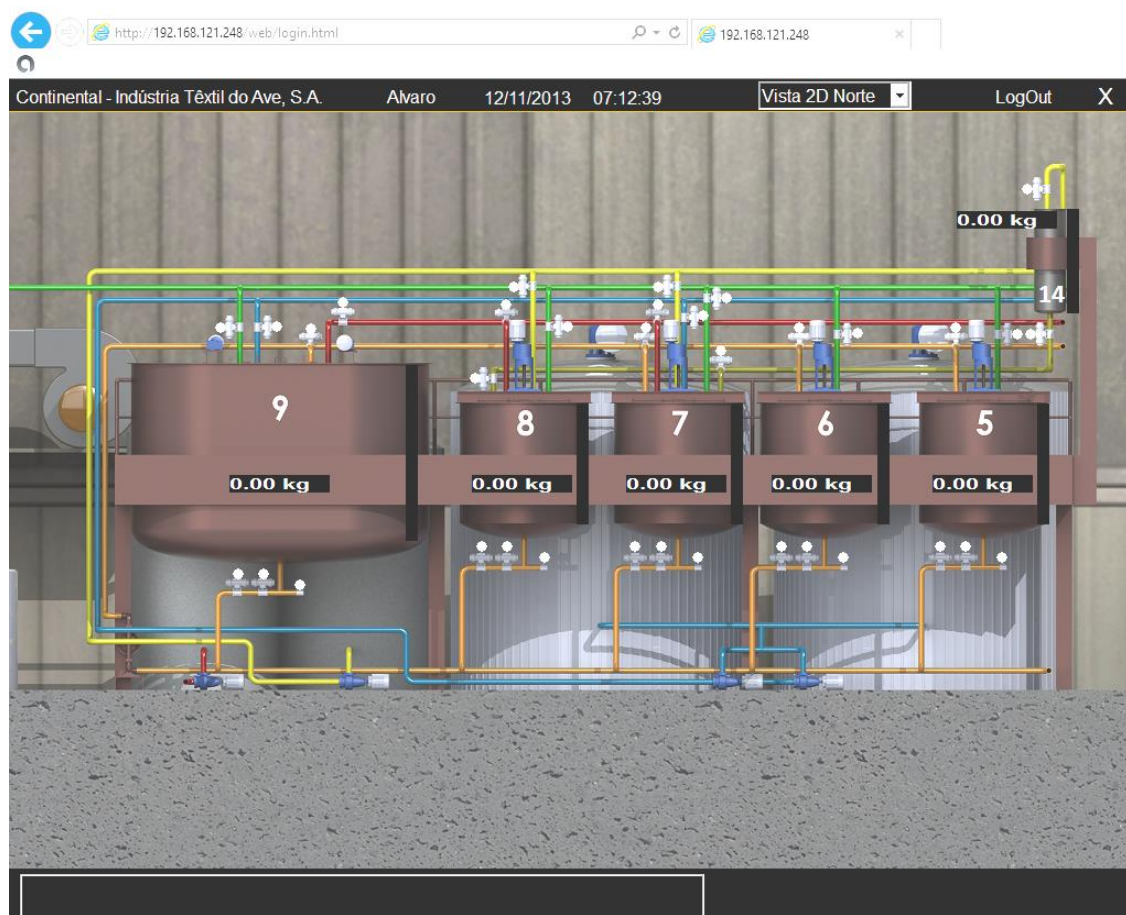 http://192.168.121.248/web/login.html
192.168.121.248
Continental - Indústria Têxtil do Ave, S.A. Alvaro 12/11/2013 07:12:39 Vista 2D Norte LogOut X
0.00 kg
14
9
8 7 6 5
0.00 kg 0.00 kg 0.00 kg 0.00 kg 0.00 kg